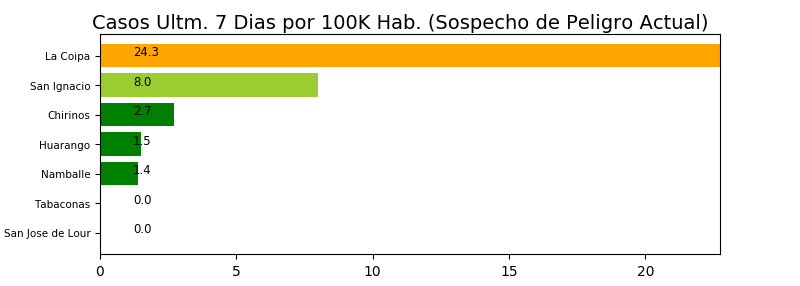 Casos Ultm. 7 Dias por 100K Hab. (Sospecho de Peligro Actual)
La Coipa 24.3
San Ignacio 8.0
Chirinos 2.7
Huarango 1.5
Namballe 1.4
Tabaconas 0.0
San Jose de Lour 0.0
0 5 10 15 20